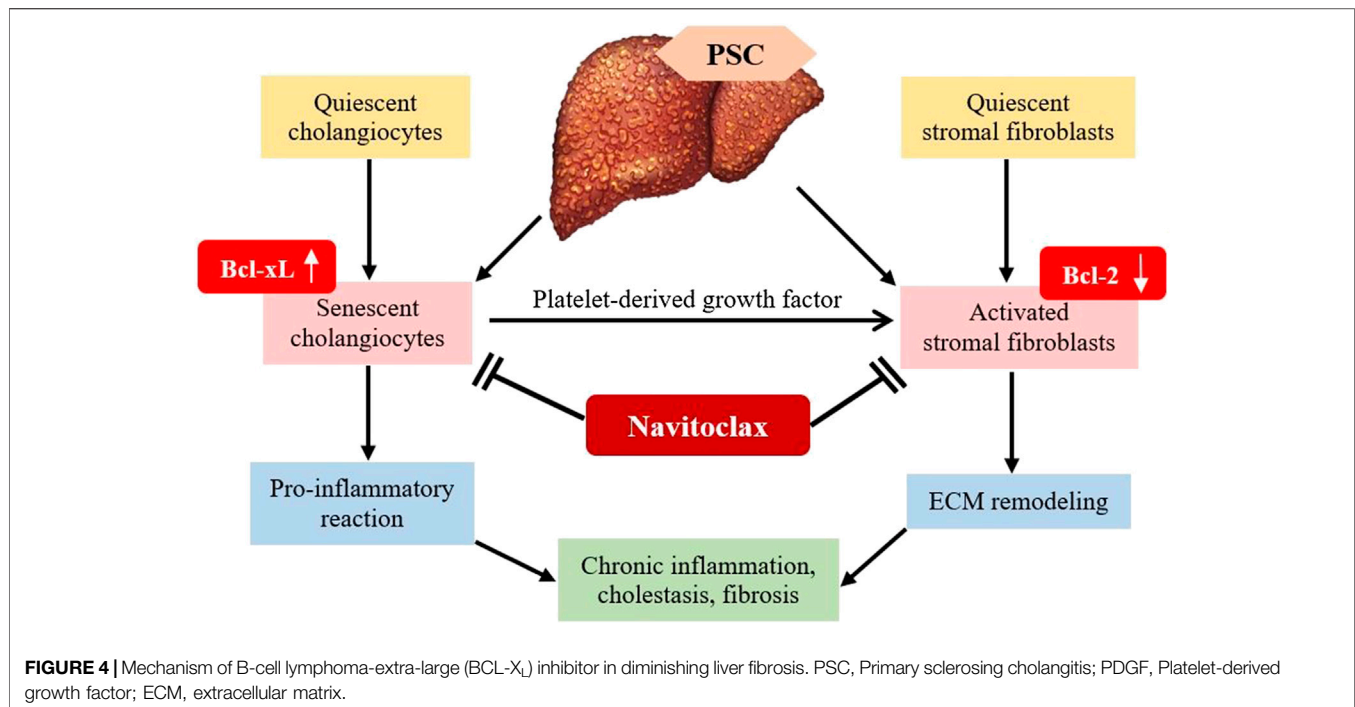 PSC
Quiescent
cholangiocytes
Quiescent
stromal fibroblasts
Bcl-xL ↑
Bcl-2 ↓
Senescent
cholangiocytes
Platelet-derived growth factor
Activated
stromal fibroblasts
Navitoclax
Pro-inflammatory
reaction
ECM remodeling
Chronic inflammation,
cholestasis, fibrosis
FIGURE 4 | Mechanism of B-cell lymphoma-extra-large (BCL-XL) inhibitor in diminishing liver fibrosis. PSC, Primary sclerosing cholangitis; PDGF, Platelet-derived
growth factor; ECM, extracellular matrix.